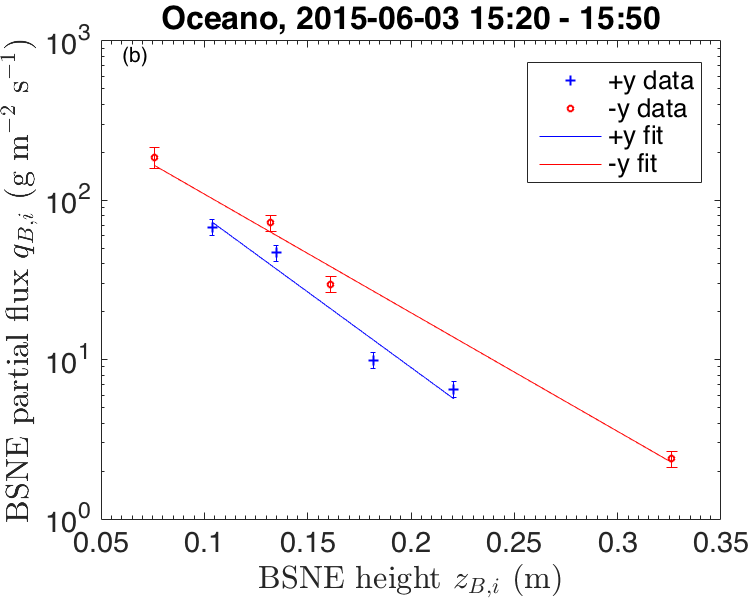 Oceano, 2015-06-03 15:20 - 15:50
(b)
+y data
-y data
+y fit
-y fit
10³
10²
10¹
10⁰
BSNE partial flux q_{B,i} (g m⁻² s⁻¹)
0.05 0.1 0.15 0.2 0.25 0.3 0.35
BSNE height z_{B,i} (m)